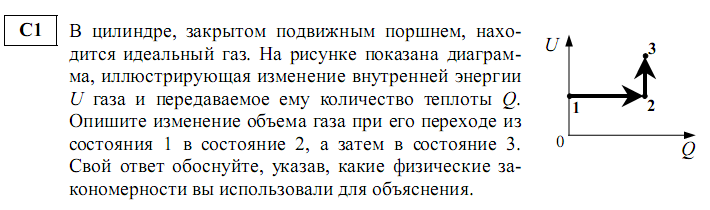 С1
В цилиндре, закрытом подвижным поршнем, нахо-
дится идеальный газ. На рисунке показана диаграм-
ма, иллюстрирующая изменение внутренней энергии
U газа и передаваемое ему количество теплоты Q.
Опишите изменение объема газа при его переходе из
состояния 1 в состояние 2, а затем в состояние 3.
Свой ответ обоснуйте, указав, какие физические за-
кономерности вы использовали для объяснения.
U
3
1
2
0
Q